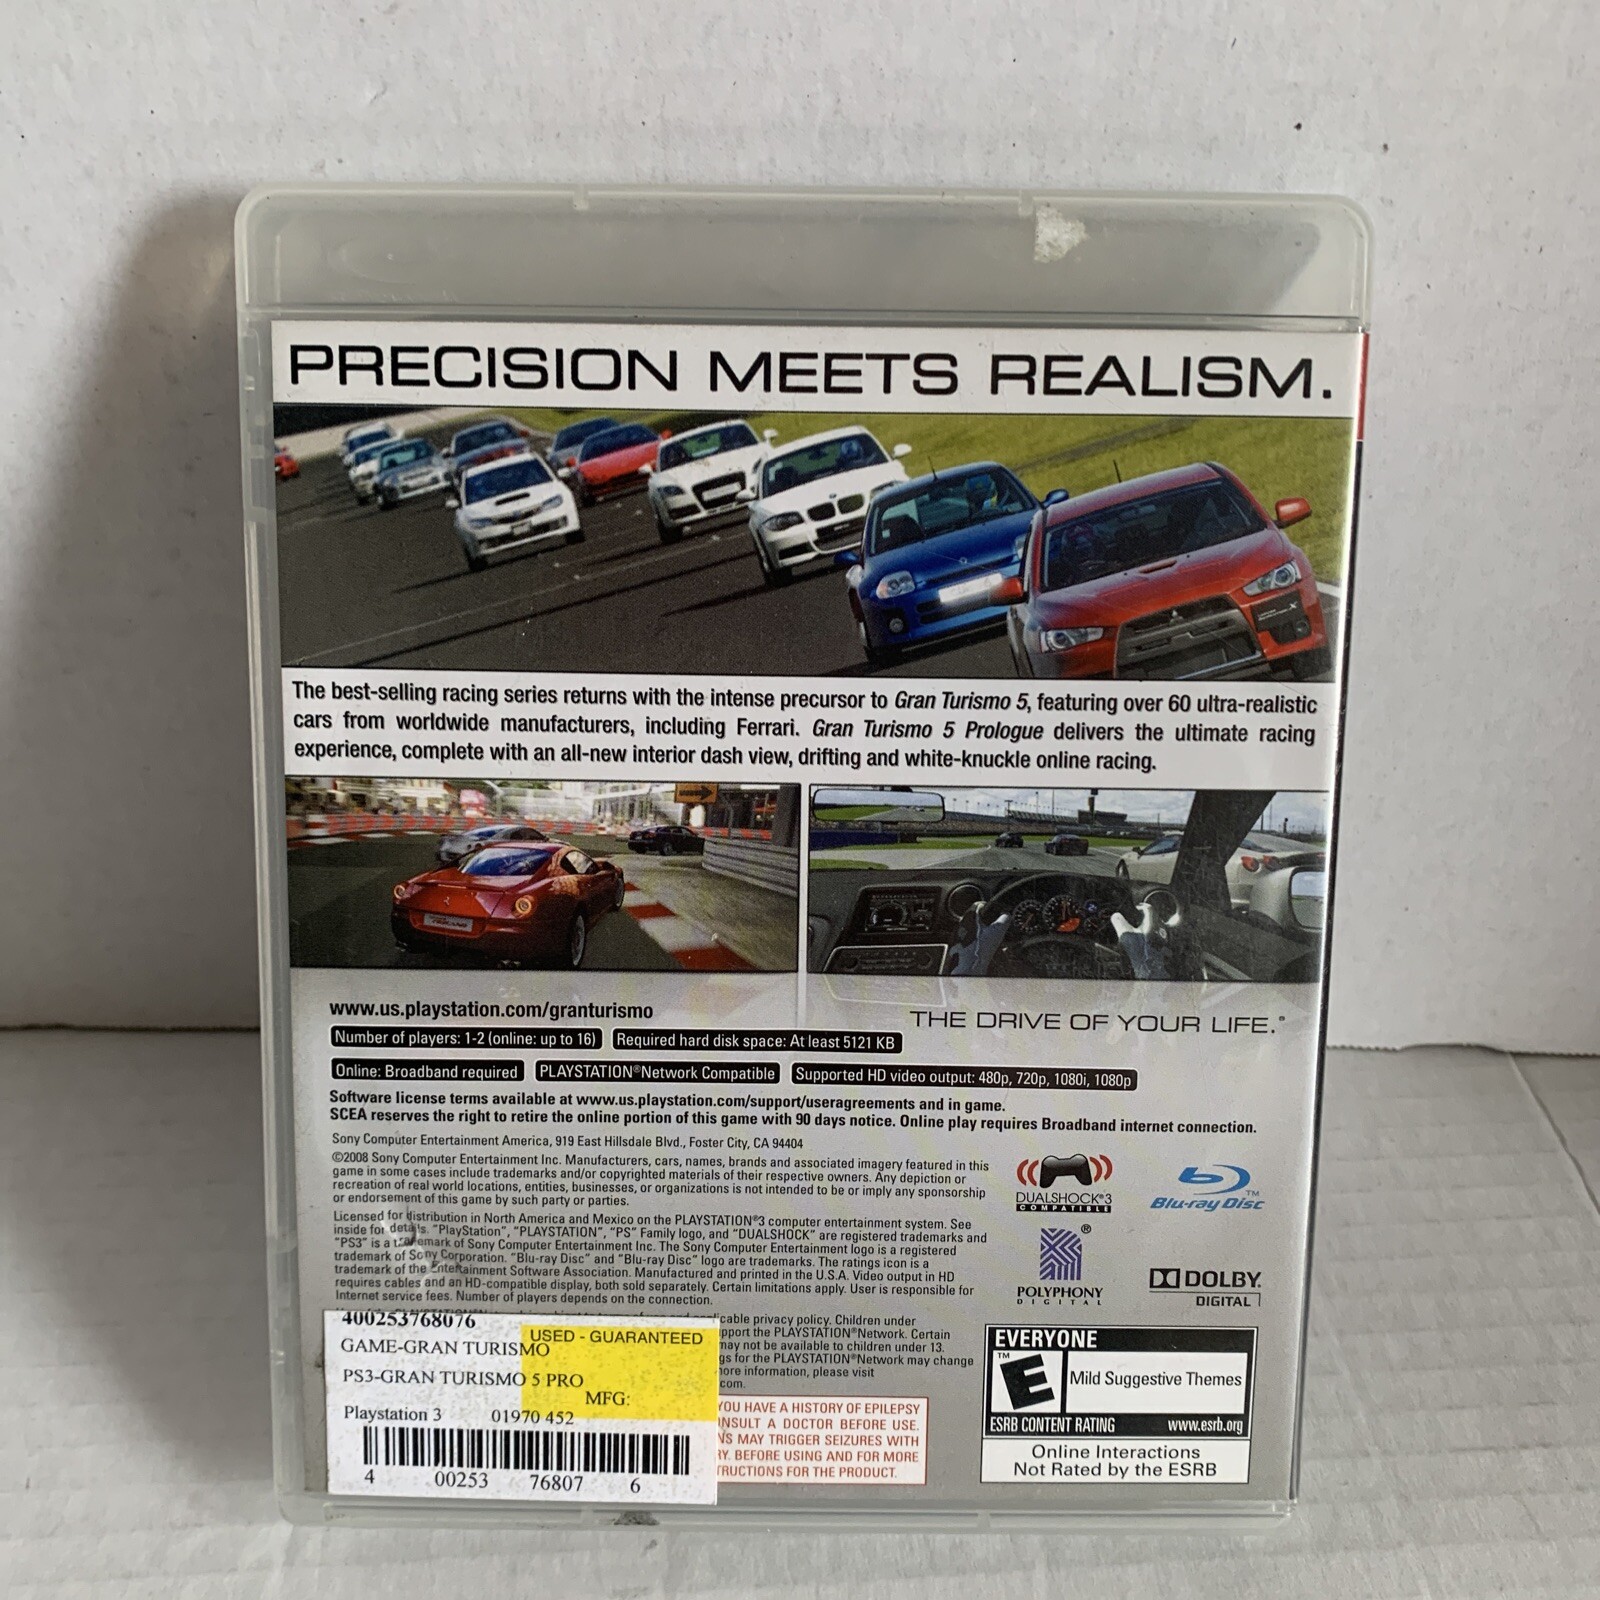 PRECISION MEETS REALISM.
The best-selling racing series returns with the intense precursor to Gran Turismo 5, featuring over 60 ultra-realistic
cars from worldwide manufacturers, including Ferrari. Gran Turismo 5 Prologue delivers the ultimate racing
experience, complete with an all-new interior dash view, drifting and white-knuckle online racing.
www.us.playstation.com/granturismo
THE DRIVE OF YOUR LIFE.®
Number of players: 1-2 (online: up to 16)
Required hard disk space: At least 5121 KB
Online: Broadband required
PLAYSTATION®Network Compatible
Supported HD video output: 480p, 720p, 1080i, 1080p
Software license terms available at www.us.playstation.com/support/useragreements and in game.
SCEA reserves the right to retire the online portion of this game with 90 days notice. Online play requires Broadband internet connection.
Sony Computer Entertainment America, 919 East Hillsdale Blvd., Foster City, CA 94404
©2008 Sony Computer Entertainment Inc. Manufacturers, cars, names, brands and associated imagery featured in this
game in some cases include trademarks and/or copyrighted materials of their respective owners. Any depiction or
recreation of real world locations, entities, businesses, or organizations is not intended to be or imply any sponsorship
or endorsement of this game by such party or parties.
Licensed for distribution in North America and Mexico on the PLAYSTATION®3 computer entertainment system. See
inside for details. "PlayStation", "PLAYSTATION", "PS" Family logo, and "DUALSHOCK" are registered trademarks and
"PS3" is a trademark of Sony Computer Entertainment Inc. The Sony Computer Entertainment logo is a registered
trademark of Sony Corporation. "Blu-ray Disc" and "Blu-ray Disc" logo are trademarks. The ratings icon is a
trademark of the Entertainment Software Association. Manufactured and printed in the U.S.A. Video output in HD
requires cables and an HD-compatible display, both sold separately. Certain limitations apply. User is responsible for
Internet service fees. Number of players depends on the connection.
DUALSHOCK®3
COMPATIBLE
Blu-ray Disc™
POLYPHONY
DIGITAL
®
DOLBY.
DIGITAL
licable privacy policy. Children under
pport the PLAYSTATION®Network. Certain
may not be available to children under 13.
gs for the PLAYSTATION®Network may change
ore information, please visit
com.
400253768076
USED - GUARANTEED
GAME-GRAN TURISMO
PS3-GRAN TURISMO 5 PRO
MFG:
Playstation 3 01970 452
4 00253 76807 6
YOU HAVE A HISTORY OF EPILEPSY
NSULT A DOCTOR BEFORE USE.
NS MAY TRIGGER SEIZURES WITH
RY. BEFORE USING AND FOR MORE
TRUCTIONS FOR THE PRODUCT.
EVERYONE
E™
Mild Suggestive Themes
ESRB CONTENT RATING www.esrb.org
Online Interactions
Not Rated by the ESRB